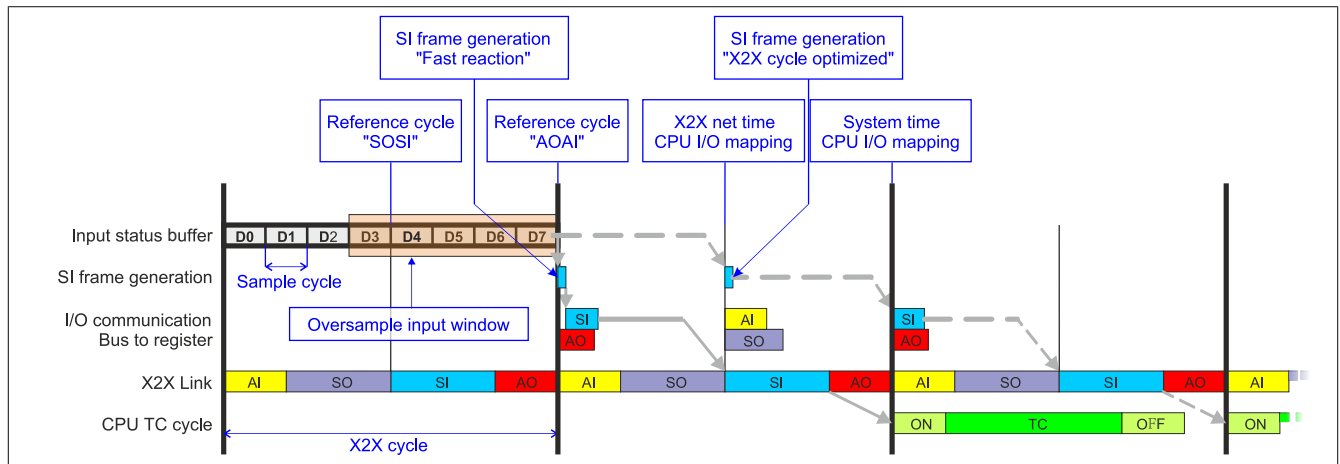 SI frame generation
"Fast reaction"
SI frame generation
"X2X cycle optimized"
Reference cycle
"SOSI"
Reference cycle
"AOAI"
X2X net time
CPU I/O mapping
System time
CPU I/O mapping
Input status buffer
D0 D1 D2 D3 D4 D5 D6 D7
Sample cycle
SI frame generation
Oversample input window
I/O communication
Bus to register
SI AI SI
AO SO AO
X2X Link
AI SO SI AO AI SO SI AO AI SO SI AO AI
CPU TC cycle
ON TC OFF ON
X2X cycle